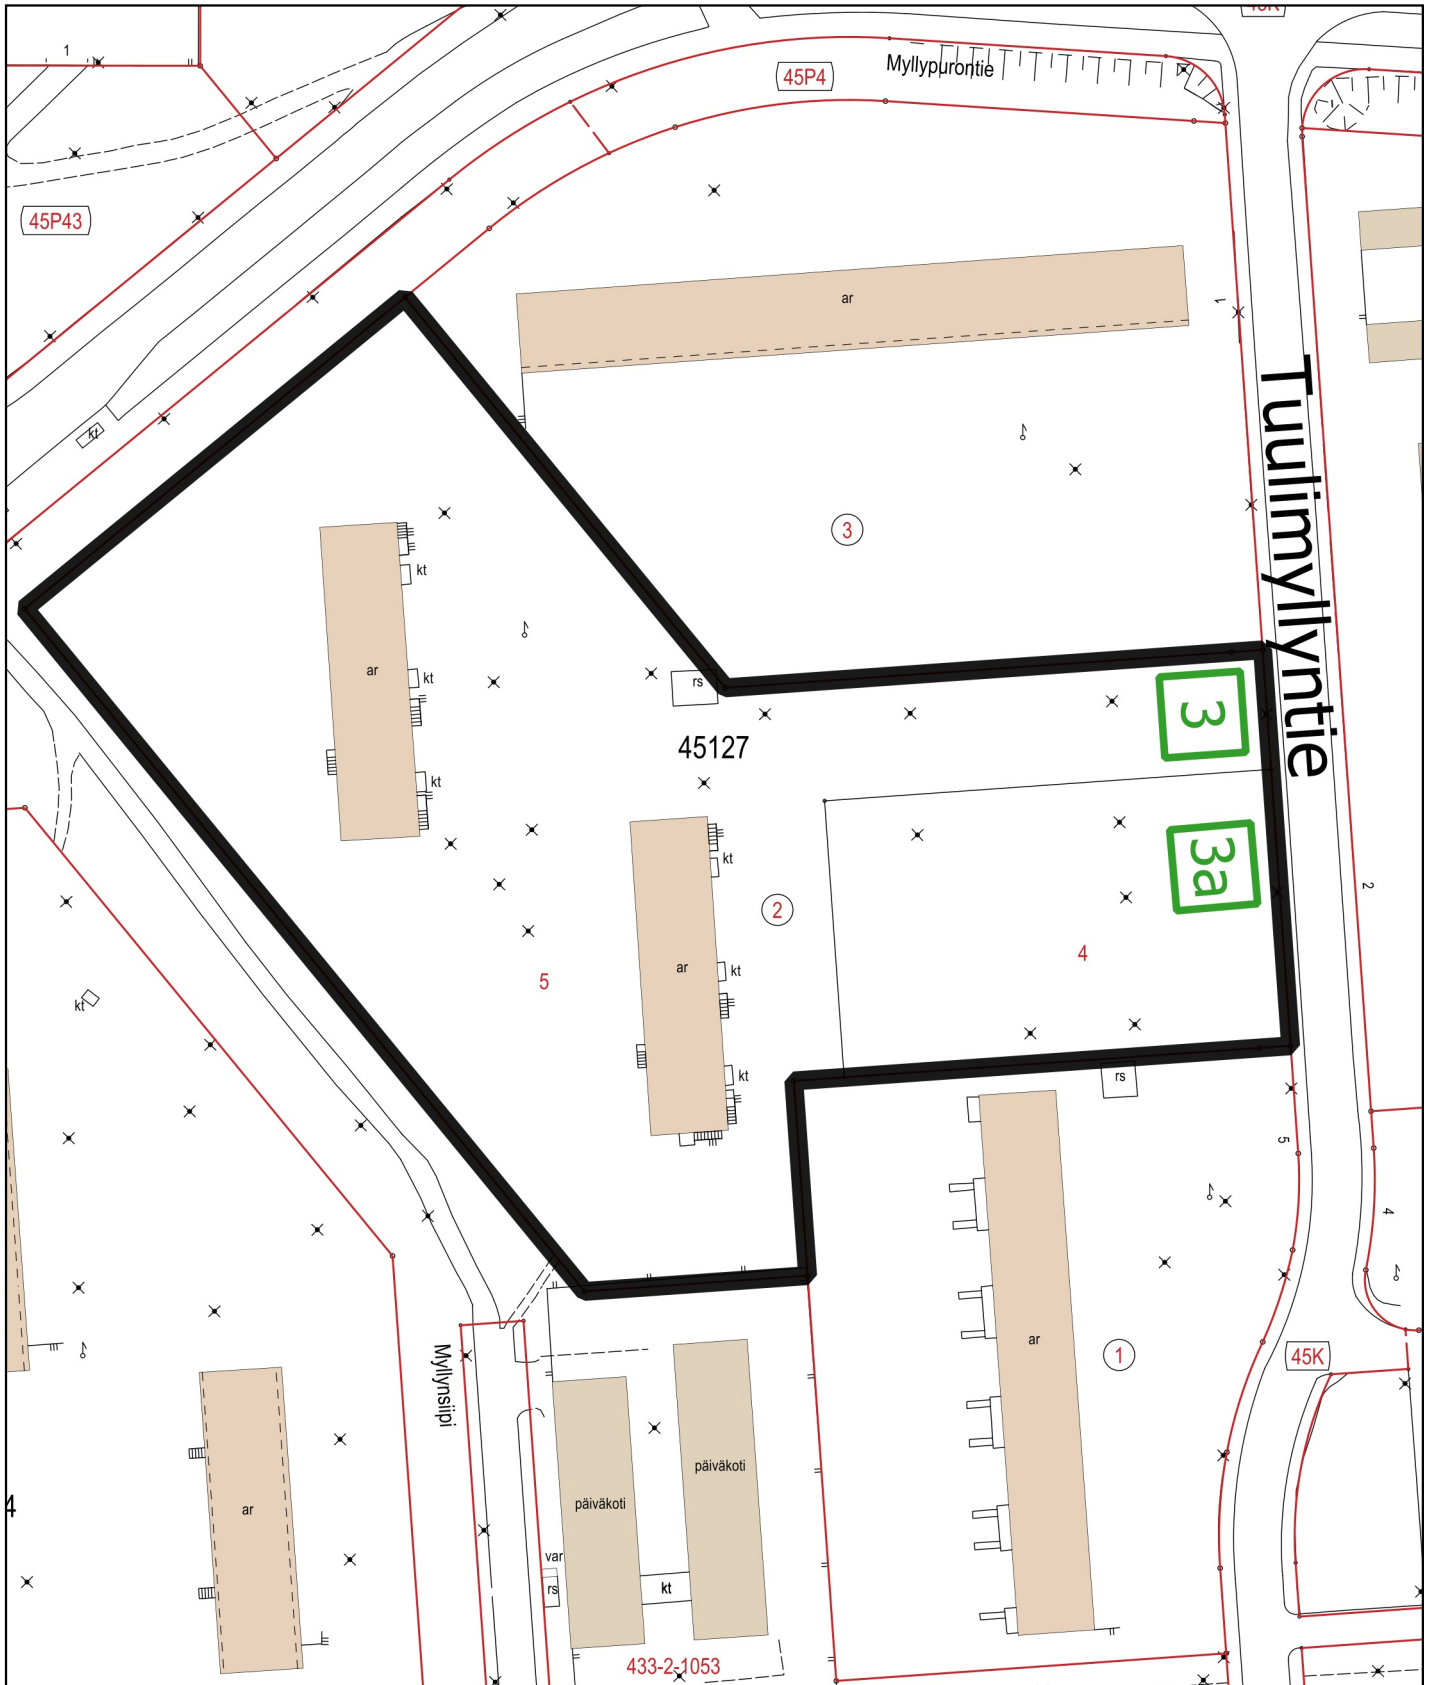 1
45P4
Myllypurontie
45P43
ar
1
kt
Tuulimyllyntie
3
kt
ar
kt
rs
3
45127
kt
3a
kt
2
2
ar
kt
4
5
kt
kt
rs
5
4
ar
1
45K
Myllynsiipi
päiväkoti
päiväkoti
ar
4
var
rs
kt
433-2-1053